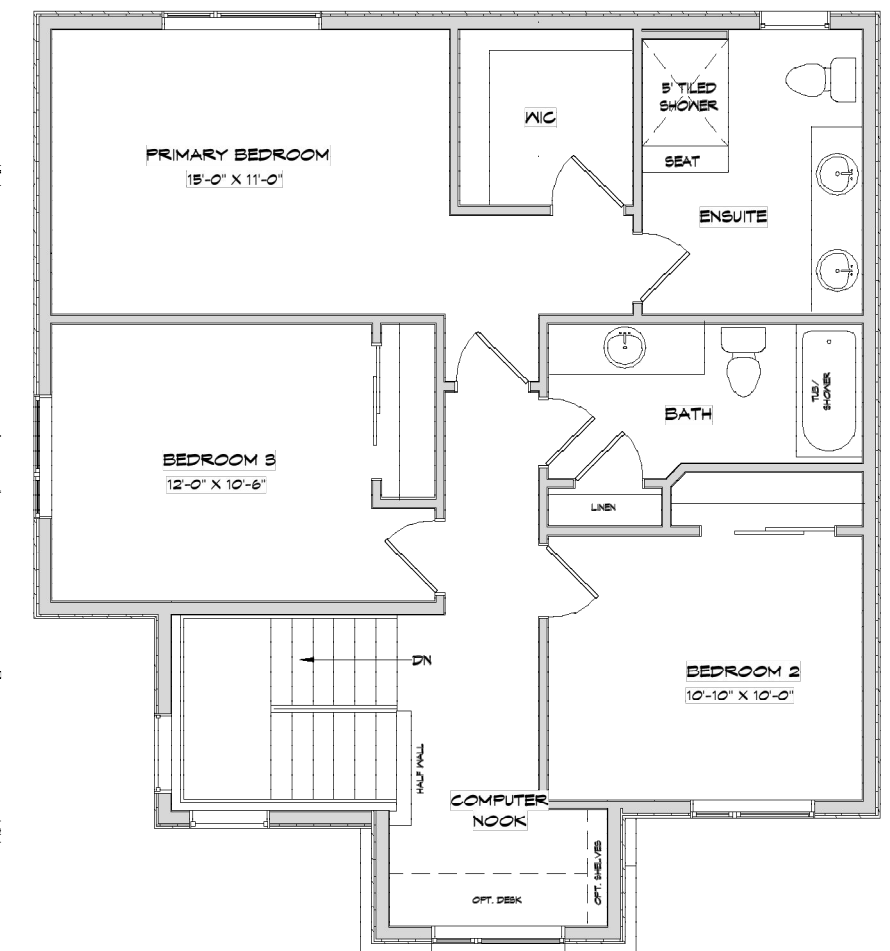 PRIMARY BEDROOM
15'-0" X 11'-0"
WIC
5' TILED
SHOWER
SEAT
ENSUITE
BEDROOM 3
12'-0" X 10'-6"
BATH
TUB/
SHOWER
LINEN
DN
HALF WALL
BEDROOM 2
10'-10" X 10'-0"
COMPUTER
NOOK
OPT. DESK
OPT. SHELVES